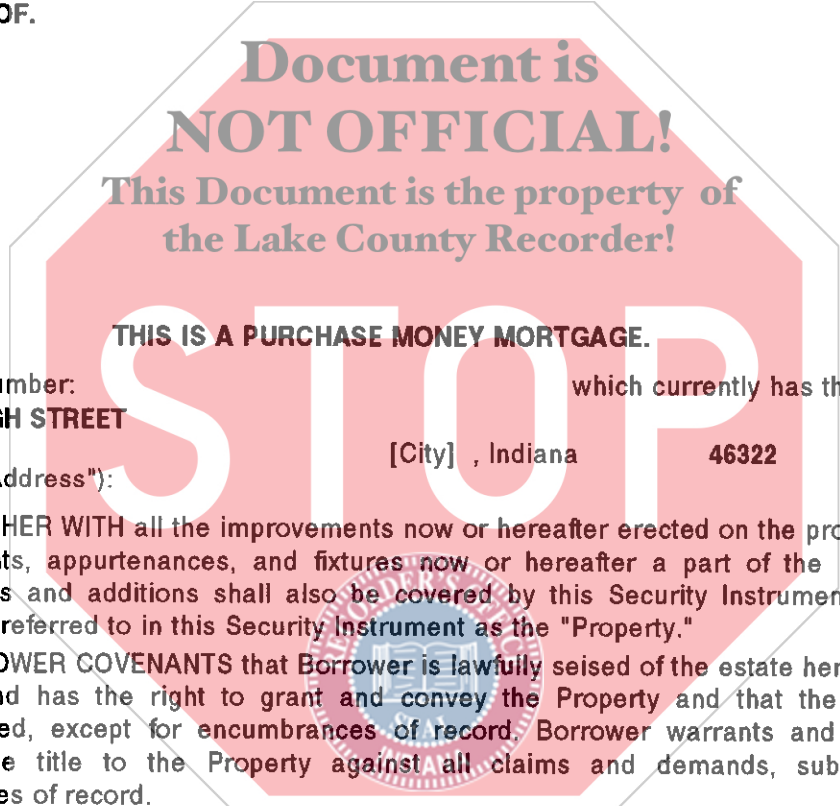 OF.
Document is
NOT OFFICIAL!
This Document is the property of
the Lake County Recorder!
STOP
THIS IS A PURCHASE MONEY MORTGAGE.
umber: which currently has th
GH STREET
[City] , Indiana 46322
Address"):
HER WITH all the improvements now or hereafter erected on the pro
ts, appurtenances, and fixtures now or hereafter a part of the
s and additions shall also be covered by this Security Instrumen
referred to in this Security Instrument as the "Property."
OWER COVENANTS that Borrower is lawfully seised of the estate her
d has the right to grant and convey the Property and that the
ed, except for encumbrances of record. Borrower warrants and
e title to the Property against all claims and demands, sub
es of record.
RECORDER'S
SEAL